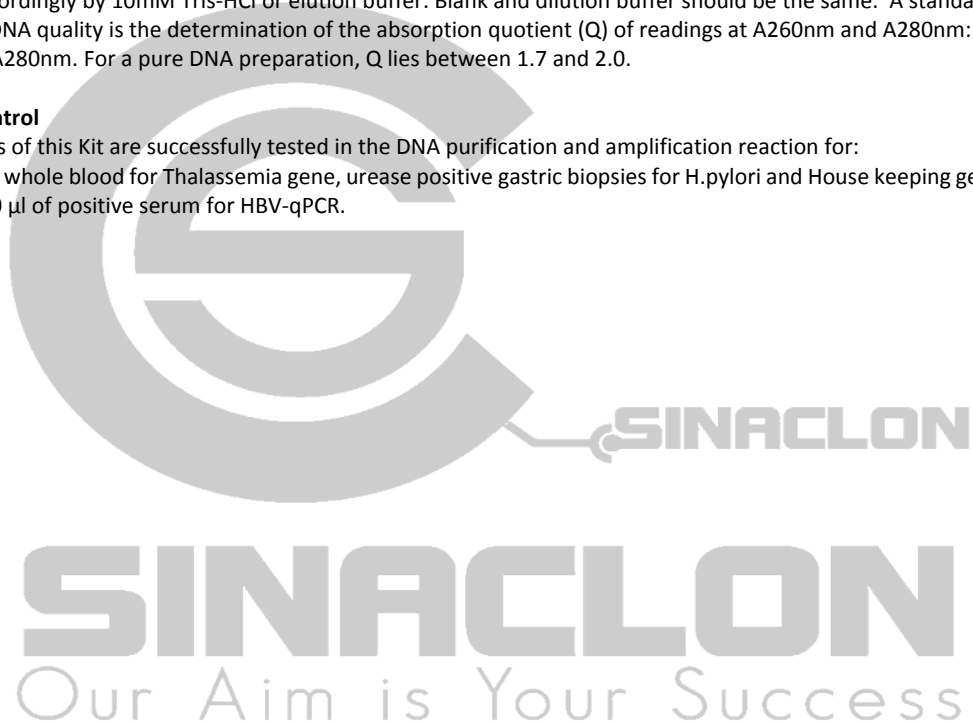 ordingly by 10mM Tris-HCl or elution buffer. Blank and dilution buffer should be the same. A standa
DNA quality is the determination of the absorption quotient (Q) of readings at A260nm and A280nm:
A280nm. For a pure DNA preparation, Q lies between 1.7 and 2.0.
ntrol
s of this Kit are successfully tested in the DNA purification and amplification reaction for:
whole blood for Thalassemia gene, urease positive gastric biopsies for H.pylori and House keeping ge
µl of positive serum for HBV-qPCR.
SINACLON
SINACLON
Our Aim is Your Success